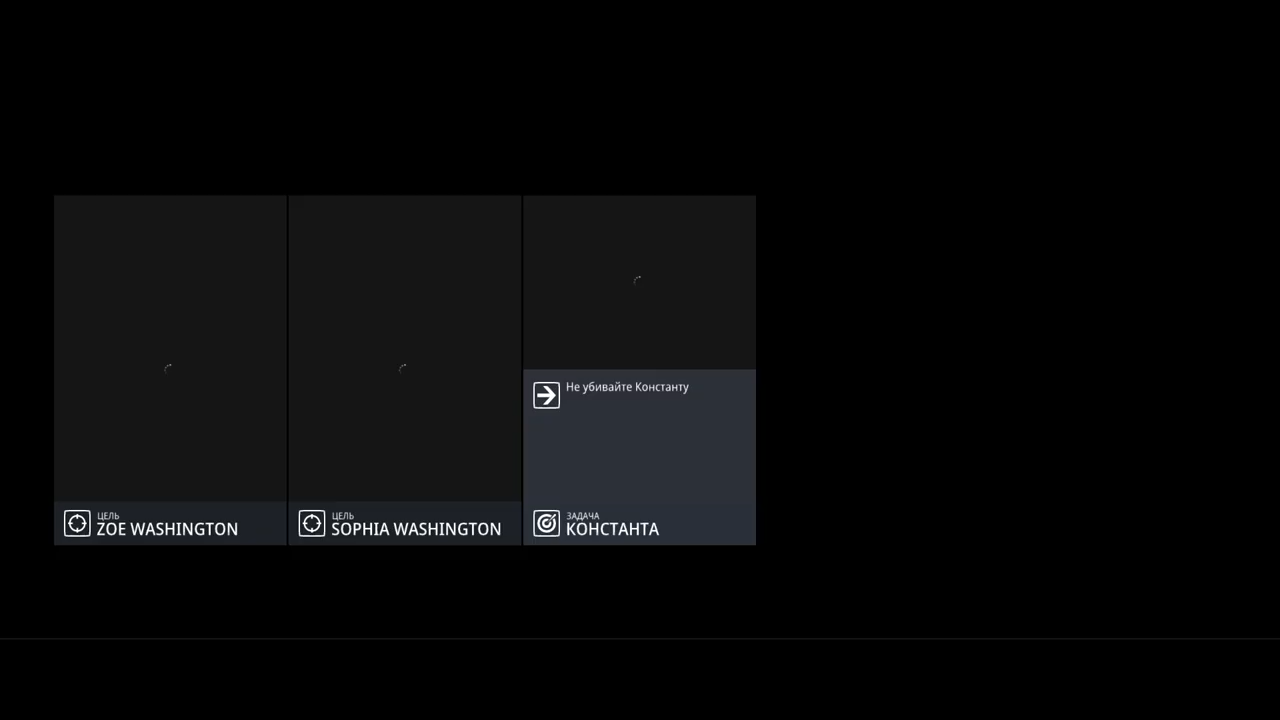 ЦЕЛЬ
ZOE WASHINGTON
ЦЕЛЬ
SOPHIA WASHINGTON
Не убивайте Константу
ЗАДАЧА
КОНСТАНТА